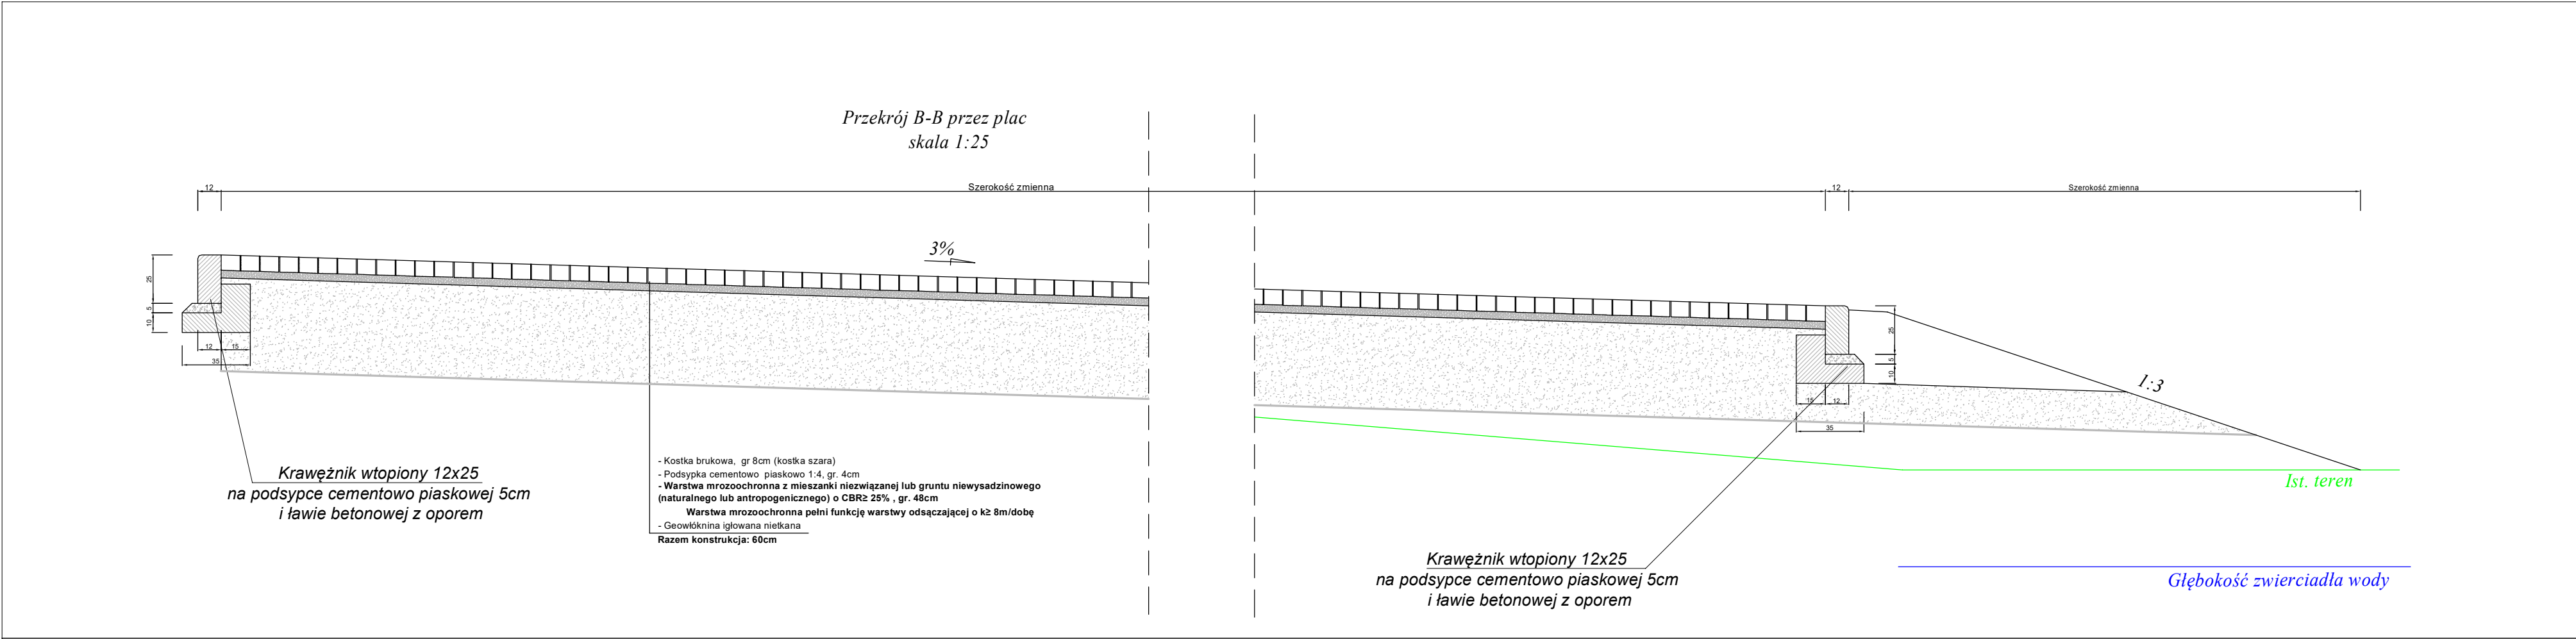 Przekrój B-B przez plac
skala 1:25
12
Szerokość zmienna
12
Szerokość zmienna
3%
25
5
10
12
15
35
25
5
10
15
12
35
1:3
Krawężnik wtopiony 12x25
na podsypce cementowo piaskowej 5cm
i ławie betonowej z oporem
- Kostka brukowa, gr 8cm (kostka szara)
- Podsypka cementowo piaskowo 1:4, gr. 4cm
- Warstwa mrozoochronna z mieszanki niezwiązanej lub gruntu niewysadzinowego
(naturalnego lub antropogenicznego) o CBR≥ 25% , gr. 48cm
Warstwa mrozoochronna pełni funkcję warstwy odsączającej o k≥ 8m/dobę
- Geowłóknina igłowana nietkana
Razem konstrukcja: 60cm
Ist. teren
Krawężnik wtopiony 12x25
na podsypce cementowo piaskowej 5cm
i ławie betonowej z oporem
Głębokość zwierciadła wody